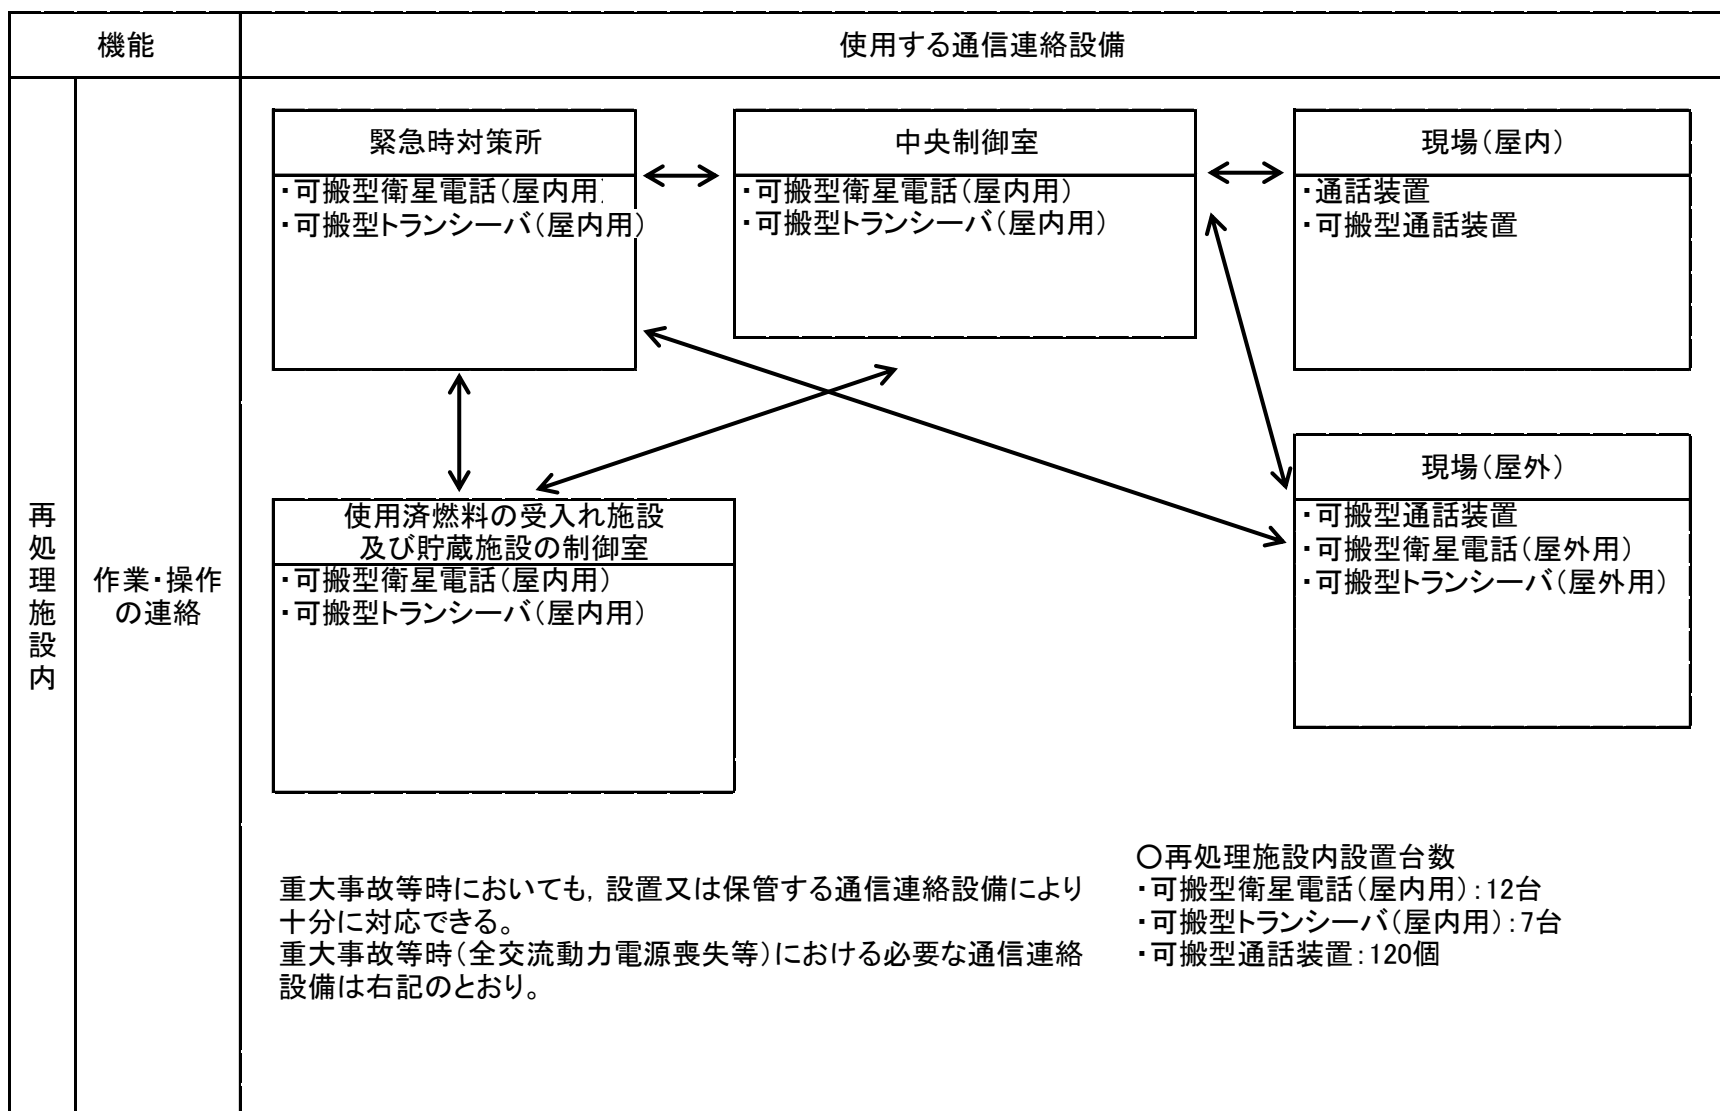 機能
使用する通信連絡設備
再処理施設内
作業・操作
の連絡
緊急時対策所
・可搬型衛星電話（屋内用）
・可搬型トランシーバ（屋内用）
中央制御室
・可搬型衛星電話（屋内用）
・可搬型トランシーバ（屋内用）
現場（屋内）
・通話装置
・可搬型通話装置
現場（屋外）
・可搬型通話装置
・可搬型衛星電話（屋外用）
・可搬型トランシーバ（屋外用）
使用済燃料の受入れ施設
及び貯蔵施設の制御室
・可搬型衛星電話（屋内用）
・可搬型トランシーバ（屋内用）
重大事故等時においても，設置又は保管する通信連絡設備により
十分に対応できる。
重大事故等時（全交流動力電源喪失等）における必要な通信連絡
設備は右記のとおり。
〇再処理施設内設置台数
・可搬型衛星電話（屋内用）：12台
・可搬型トランシーバ（屋内用）：7台
・可搬型通話装置：120個